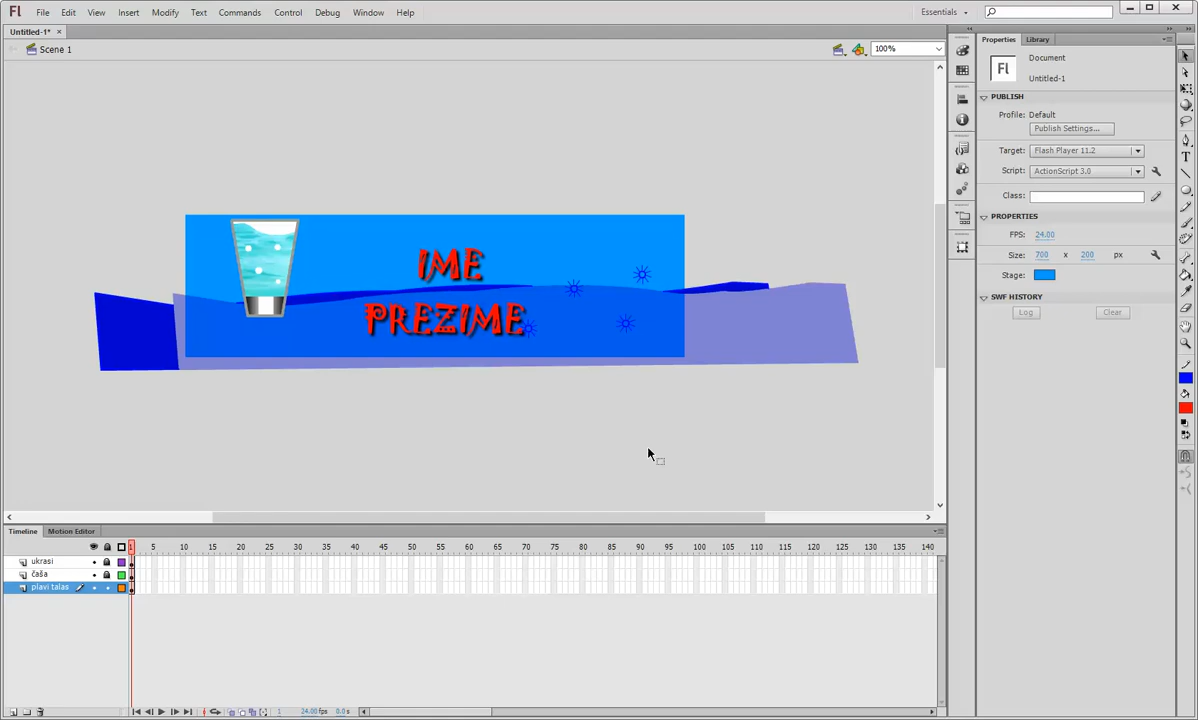 Fl File Edit View Insert Modify Text Commands Control Debug Window Help Essentials
Untitled-1* ×
Scene 1 100%
IME
PREZIME
Properties Library
Fl Document
Untitled-1
PUBLISH
Profile: Default
Publish Settings...
Target: Flash Player 11.2
Script: ActionScript 3.0
Class:
PROPERTIES
FPS: 24.00
Size: 700 x 200 px
Stage:
SWF HISTORY
Log Clear
Timeline Motion Editor
1 5 10 15 20 25 30 35 40 45 50 55 60 65 70 75 80 85 90 95 100 105 110 115 120 125 130 135 140
ukrasi
čaša
plavi talas
1 24.00 fps 0.0 s